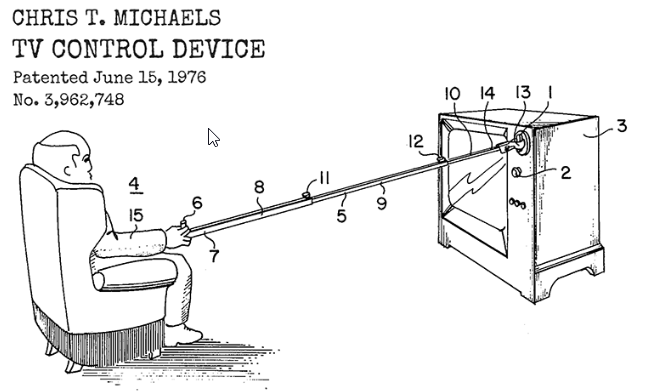 CHRIS T. MICHAELS
TV CONTROL DEVICE
Patented June 15, 1976
No. 3,962,748
10 14 13 1
3
12
2
11
4
6
8
5
9
15
7